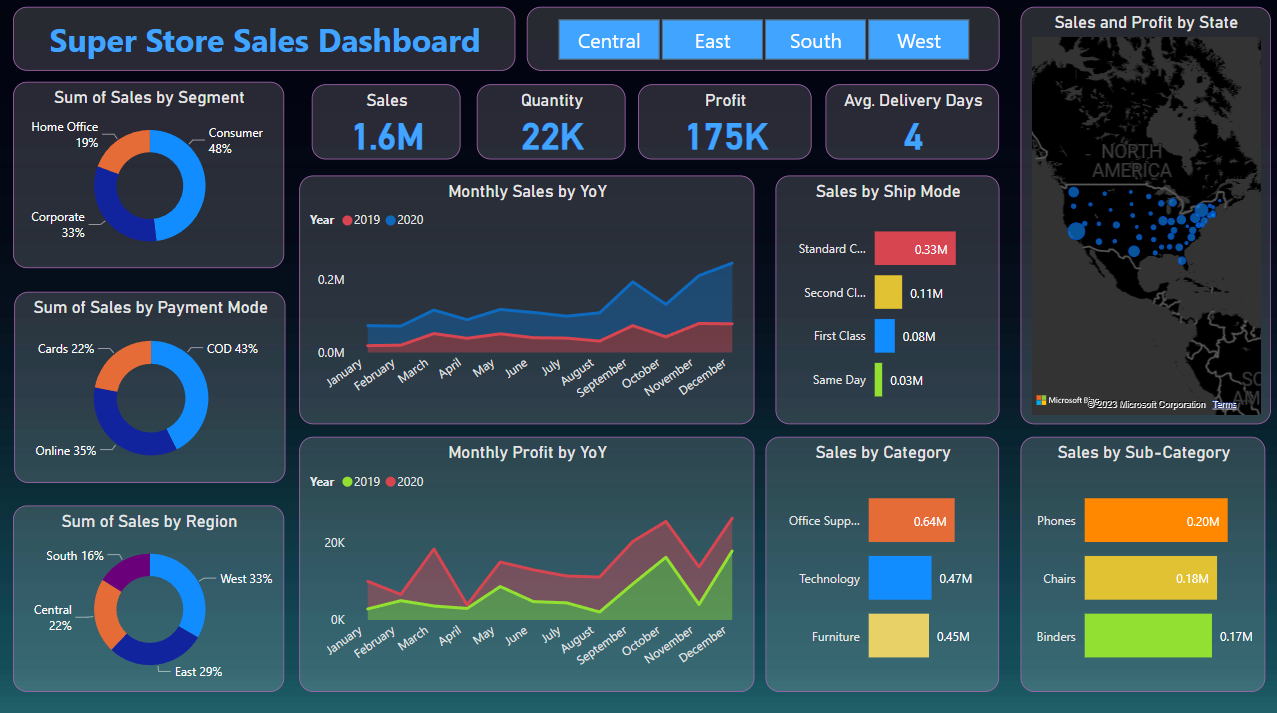 Super Store Sales Dashboard
Central
East
South
West
Sum of Sales by Segment
Home Office
19%
Consumer
48%
Corporate
33%
Sum of Sales by Payment Mode
Cards 22%
COD 43%
Online 35%
Sum of Sales by Region
South 16%
West 33%
Central
22%
East 29%
Sales
1.6M
Quantity
22K
Profit
175K
Avg. Delivery Days
4
Monthly Sales by YoY
Year 2019 2020
0.2M
0.0M
January
February
March
April
May
June
July
August
September
October
November
December
Monthly Profit by YoY
Year 2019 2020
20K
0K
January
February
March
April
May
June
July
August
September
October
November
December
Sales by Ship Mode
Standard C... 0.33M
Second Cl... 0.11M
First Class 0.08M
Same Day 0.03M
Sales by Category
Office Supp... 0.64M
Technology 0.47M
Furniture 0.45M
Sales and Profit by State
NORTH
AMERICA
SO
AM
Microsoft Bing
©2023 Microsoft Corporation Terms
Sales by Sub-Category
Phones 0.20M
Chairs 0.18M
Binders 0.17M